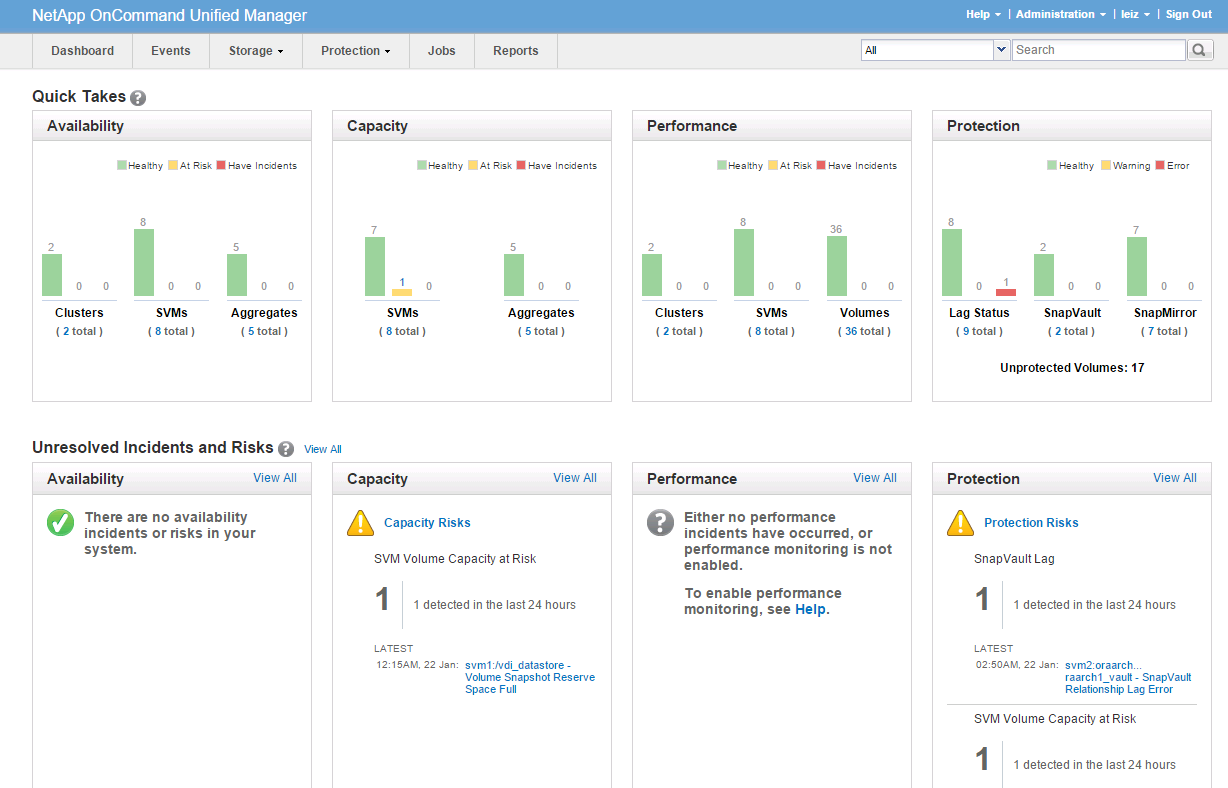 NetApp OnCommand Unified Manager
Help | Administration | leiz | Sign Out
Dashboard Events Storage Protection Jobs Reports
All Search
Quick Takes ?
Availability
Healthy At Risk Have Incidents
2 0 0 8 0 0 5 0 0
Clusters SVMs Aggregates
( 2 total ) ( 8 total ) ( 5 total )
Capacity
Healthy At Risk Have Incidents
7 1 0 5 0 0
SVMs Aggregates
( 8 total ) ( 5 total )
Performance
Healthy At Risk Have Incidents
2 0 0 8 0 0 36 0 0
Clusters SVMs Volumes
( 2 total ) ( 8 total ) ( 36 total )
Protection
Healthy Warning Error
8 0 1 2 0 0 7 0 0
Lag Status SnapVault SnapMirror
( 9 total ) ( 2 total ) ( 7 total )
Unprotected Volumes: 17
Unresolved Incidents and Risks ? View All
Availability View All
There are no availability
incidents or risks in your
system.
Capacity View All
Capacity Risks
SVM Volume Capacity at Risk
1 1 detected in the last 24 hours
LATEST
12:15AM, 22 Jan: svm1:/vdi_datastore -
Volume Snapshot Reserve
Space Full
Performance View All
? Either no performance
incidents have occurred, or
performance monitoring is not
enabled.
To enable performance
monitoring, see Help.
Protection View All
Protection Risks
SnapVault Lag
1 1 detected in the last 24 hours
LATEST
02:50AM, 22 Jan: svm2:oraarch...
raarch1_vault - SnapVault
Relationship Lag Error
SVM Volume Capacity at Risk
1 1 detected in the last 24 hours